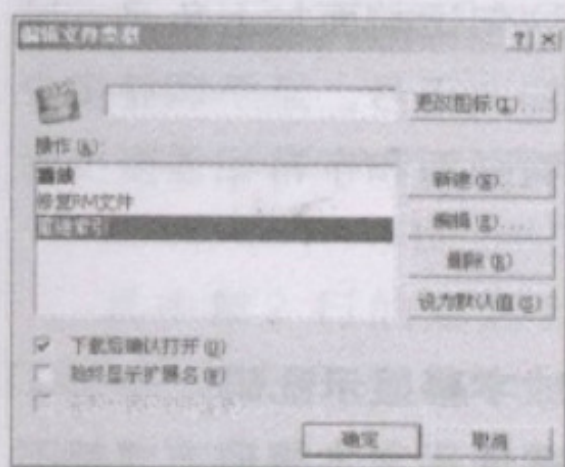 编辑文件类型
更改图标(I)...
操作(A):
播放
修复RM文件
重建索引
新建(N)...
编辑(E)...
删除(R)
设为默认值(S)
下载后确认打开(O)
始终显示扩展名(W)
确定
取消